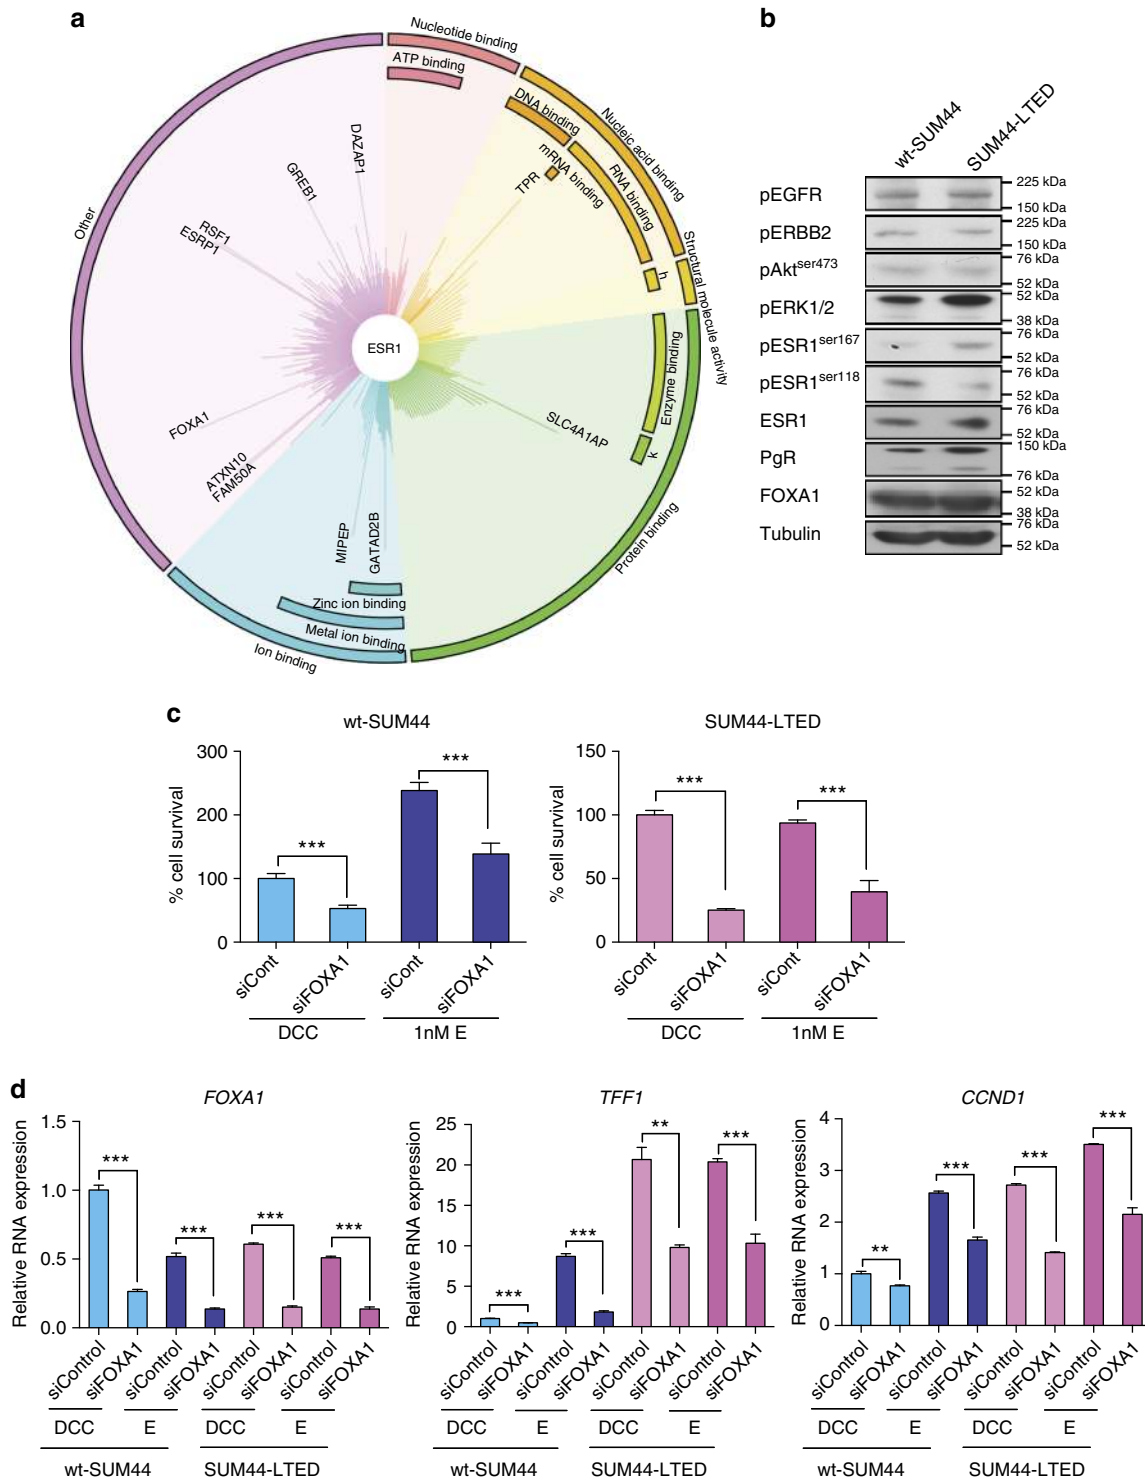 a
Nucleotide binding
ATP binding
DNA binding
Nucleic acid binding
mRNA binding
RNA binding
TPR
Structural molecule activity
h
DAZAP1
GREB1
RSF1
ESRP1
Other
ESR1
Enzyme binding
SLC4A1AP
k
FOXA1
ATXN10
FAM50A
MIPEP
GATAD2B
Protein binding
Zinc ion binding
Metal ion binding
Ion binding
b
wt-SUM44
SUM44-LTED
pEGFR
225 kDa
150 kDa
pERBB2
225 kDa
150 kDa
pAkt^ser473
76 kDa
52 kDa
pERK1/2
52 kDa
38 kDa
pESR1^ser167
76 kDa
52 kDa
pESR1^ser118
76 kDa
52 kDa
ESR1
76 kDa
52 kDa
PgR
150 kDa
76 kDa
FOXA1
52 kDa
38 kDa
Tubulin
76 kDa
52 kDa
c
wt-SUM44
% cell survival
300
200
100
0
***
***
siCont
siFOXA1
siCont
siFOXA1
DCC
1nM E
SUM44-LTED
% cell survival
150
100
50
0
***
***
siCont
siFOXA1
siCont
siFOXA1
DCC
1nM E
d
FOXA1
Relative RNA expression
1.5
1.0
0.5
0.0
***
***
***
***
siControl
siFOXA1
siControl
siFOXA1
siControl
siFOXA1
siControl
siFOXA1
DCC
E
DCC
E
wt-SUM44
SUM44-LTED
TFF1
Relative RNA expression
25
20
15
10
5
0
***
***
**
***
siControl
siFOXA1
siControl
siFOXA1
siControl
siFOXA1
siControl
siFOXA1
DCC
E
DCC
E
wt-SUM44
SUM44-LTED
CCND1
Relative RNA expression
4
3
2
1
0
**
***
***
***
siControl
siFOXA1
siControl
siFOXA1
siControl
siFOXA1
siControl
siFOXA1
DCC
E
DCC
E
wt-SUM44
SUM44-LTED